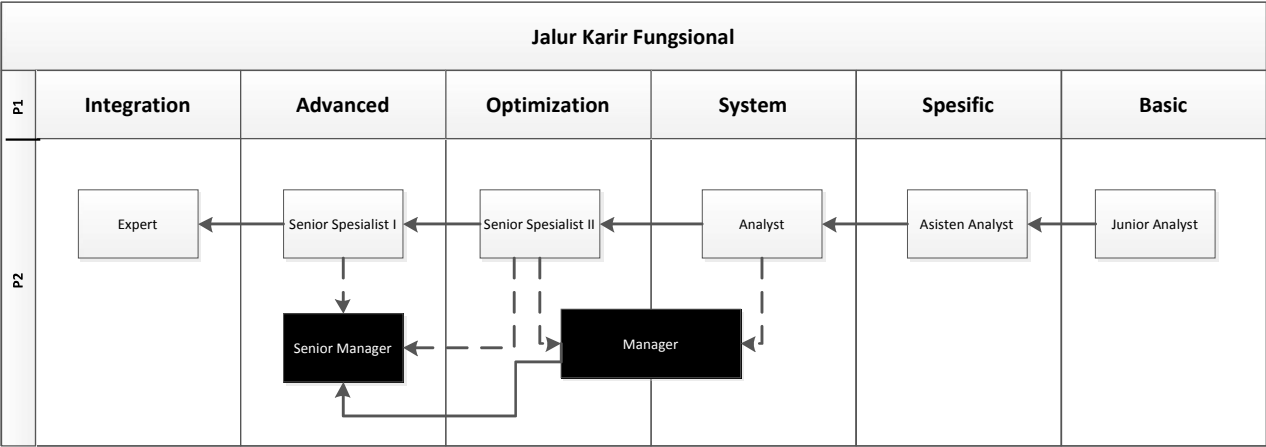 Jalur Karir Fungsional
P1
Integration
Advanced
Optimization
System
Spesific
Basic
P2
Expert
Senior Spesialist I
Senior Spesialist II
Analyst
Asisten Analyst
Junior Analyst
Senior Manager
Manager